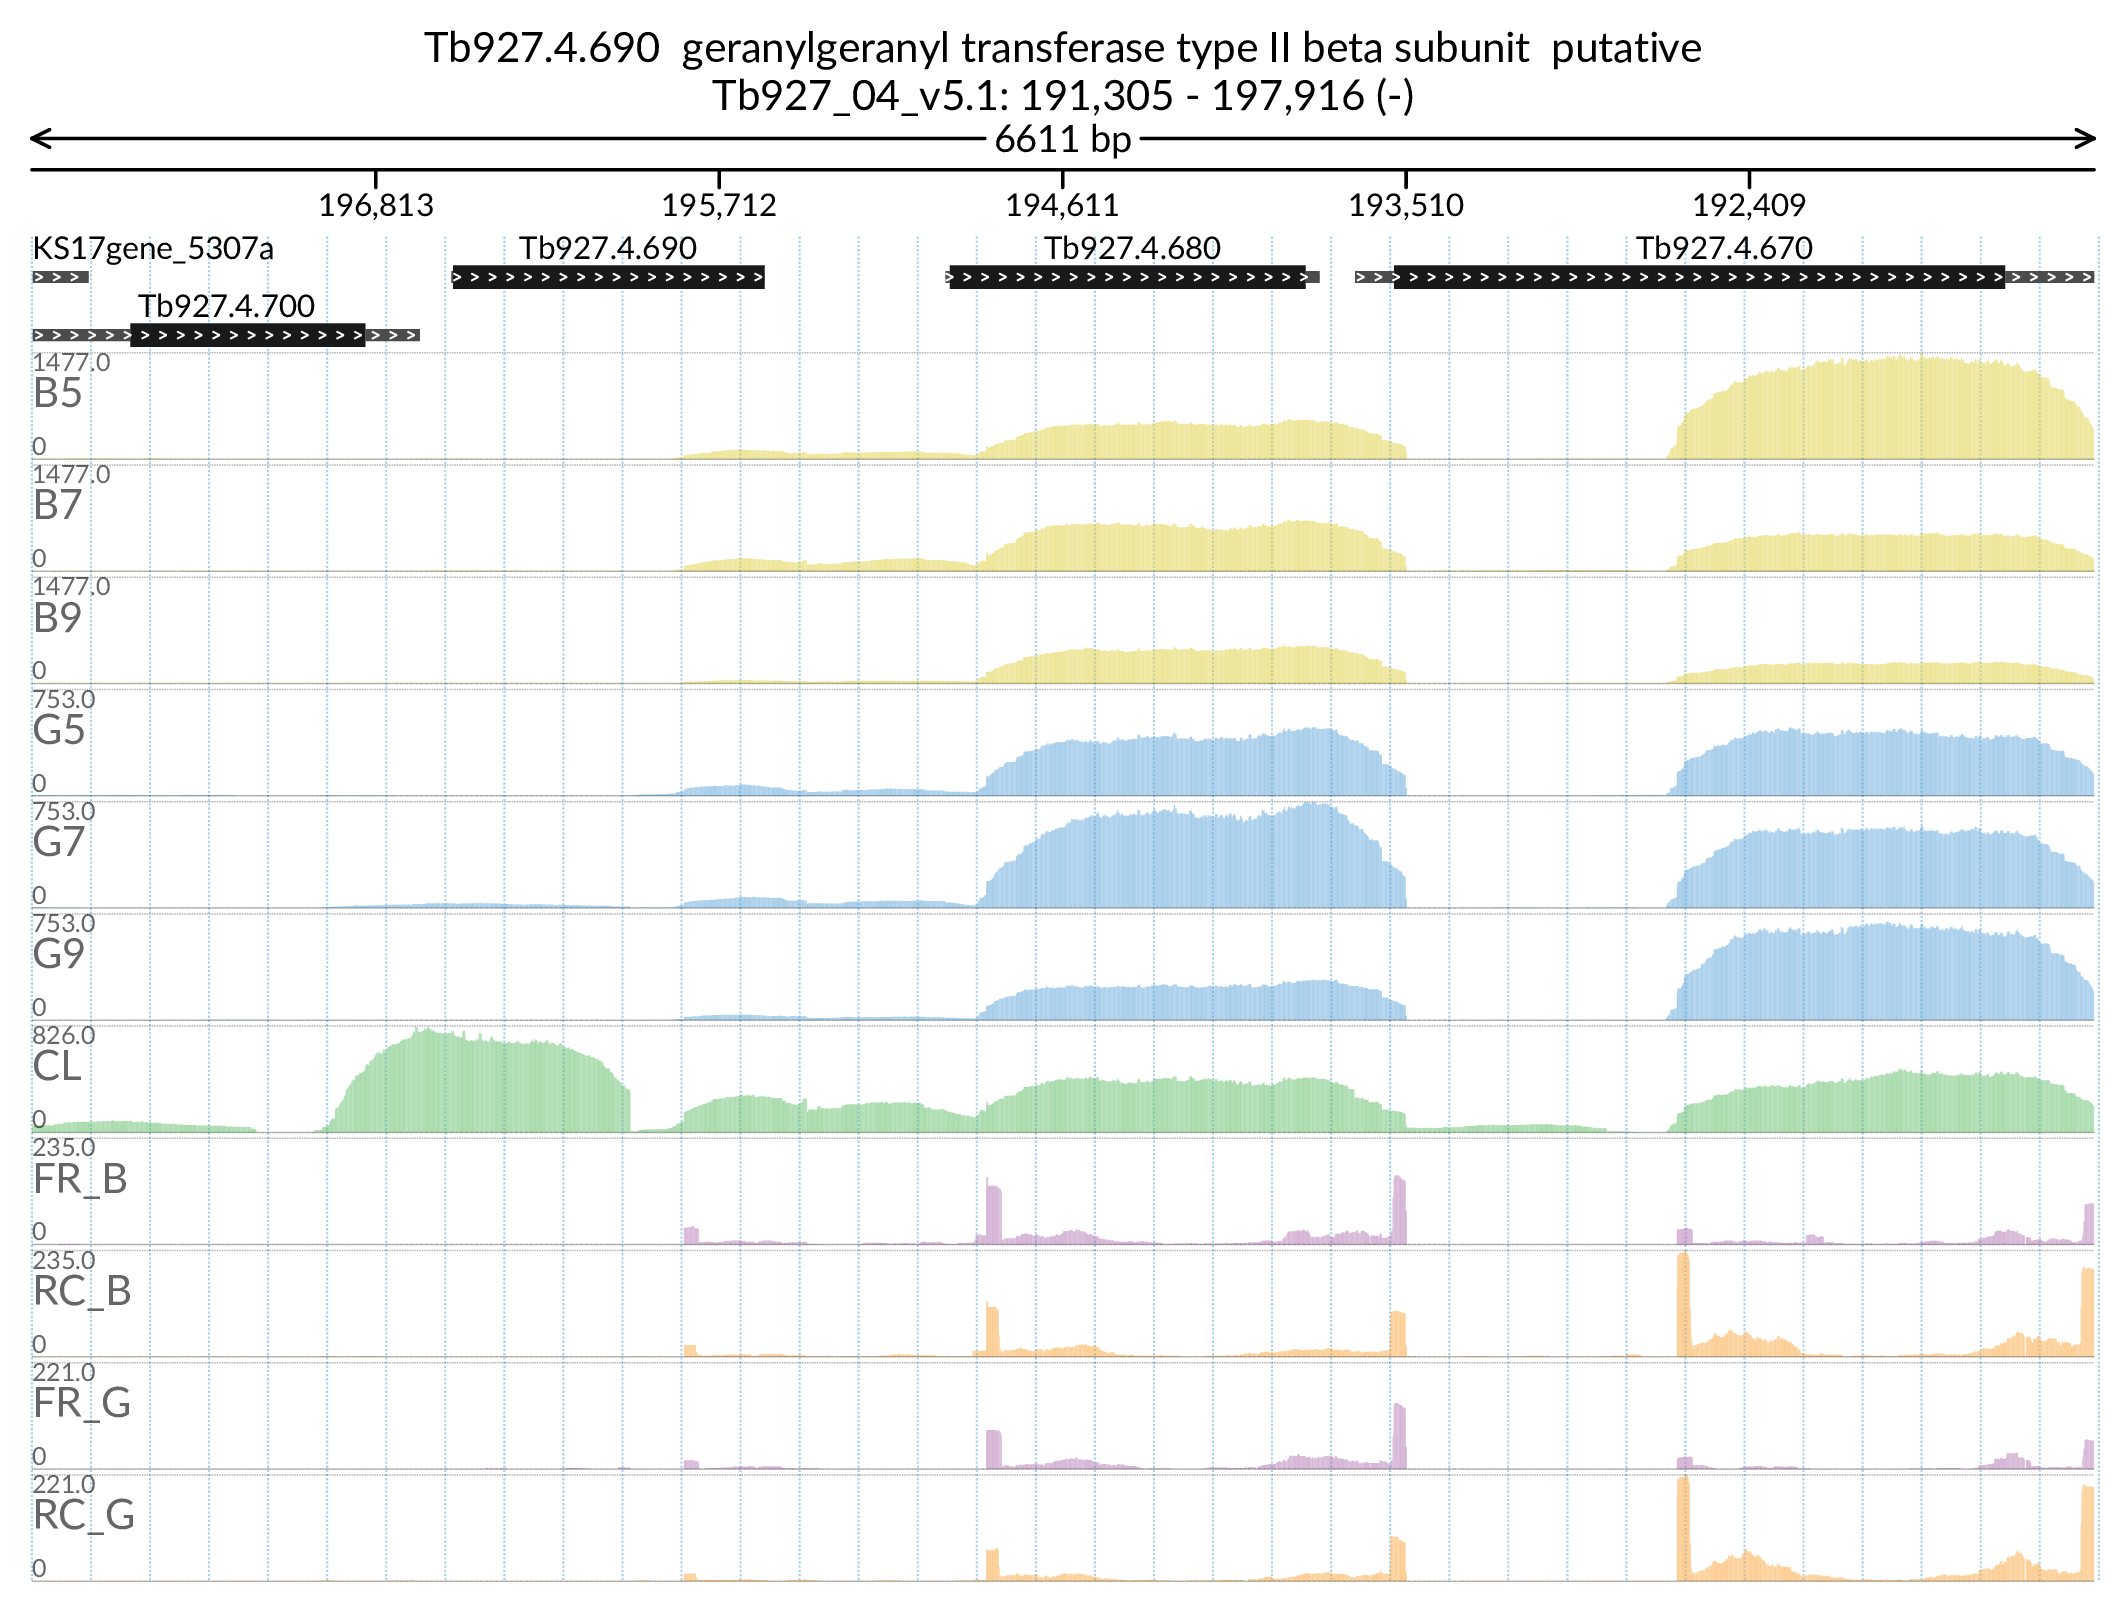 Tb927.4.690  geranylgeranyl transferase type II beta subunit  putative
Tb927_04_v5.1: 191,305 - 197,916 (-)
6611 bp
196,813 195,712 194,611 193,510 192,409
KS17gene_5307a Tb927.4.690 Tb927.4.680 Tb927.4.670
Tb927.4.700
1477.0
B5
0
1477.0
B7
0
1477.0
B9
0
753.0
G5
0
753.0
G7
0
753.0
G9
0
826.0
CL
0
235.0
FR_B
0
235.0
RC_B
0
221.0
FR_G
0
221.0
RC_G
0